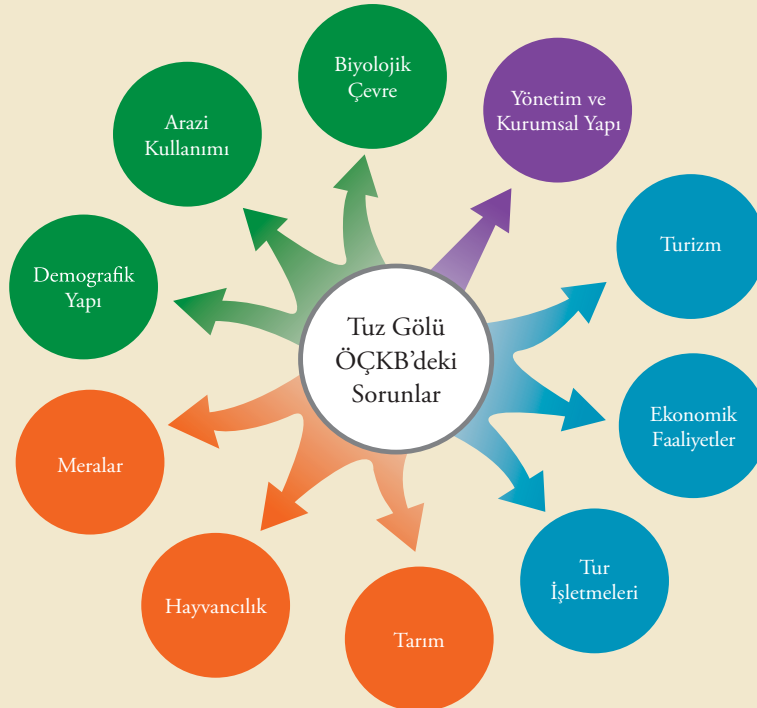 Biyolojik
Çevre
Yönetim ve
Kurumsal Yapı
Turizm
Ekonomik
Faaliyetler
Tur
İşletmeleri
Tarım
Hayvancılık
Meralar
Demografik
Yapı
Arazi
Kullanımı
Tuz Gölü
ÖÇKB’deki
Sorunlar